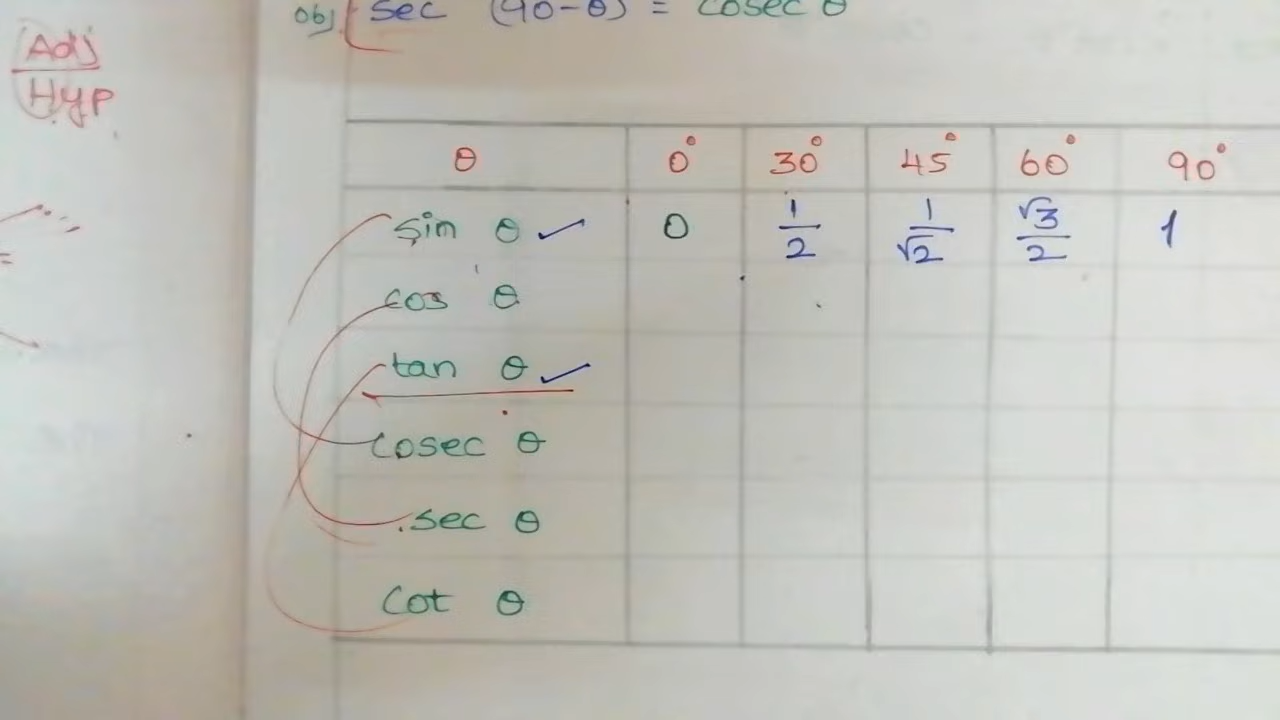 Obj sec (90-θ) = cosec θ
Adj
Hyp
θ 0° 30° 45° 60° 90°
sin θ ✓ 0 1/2 1/√2 √3/2 1
cos θ
tan θ ✓
cosec θ
sec θ
cot θ